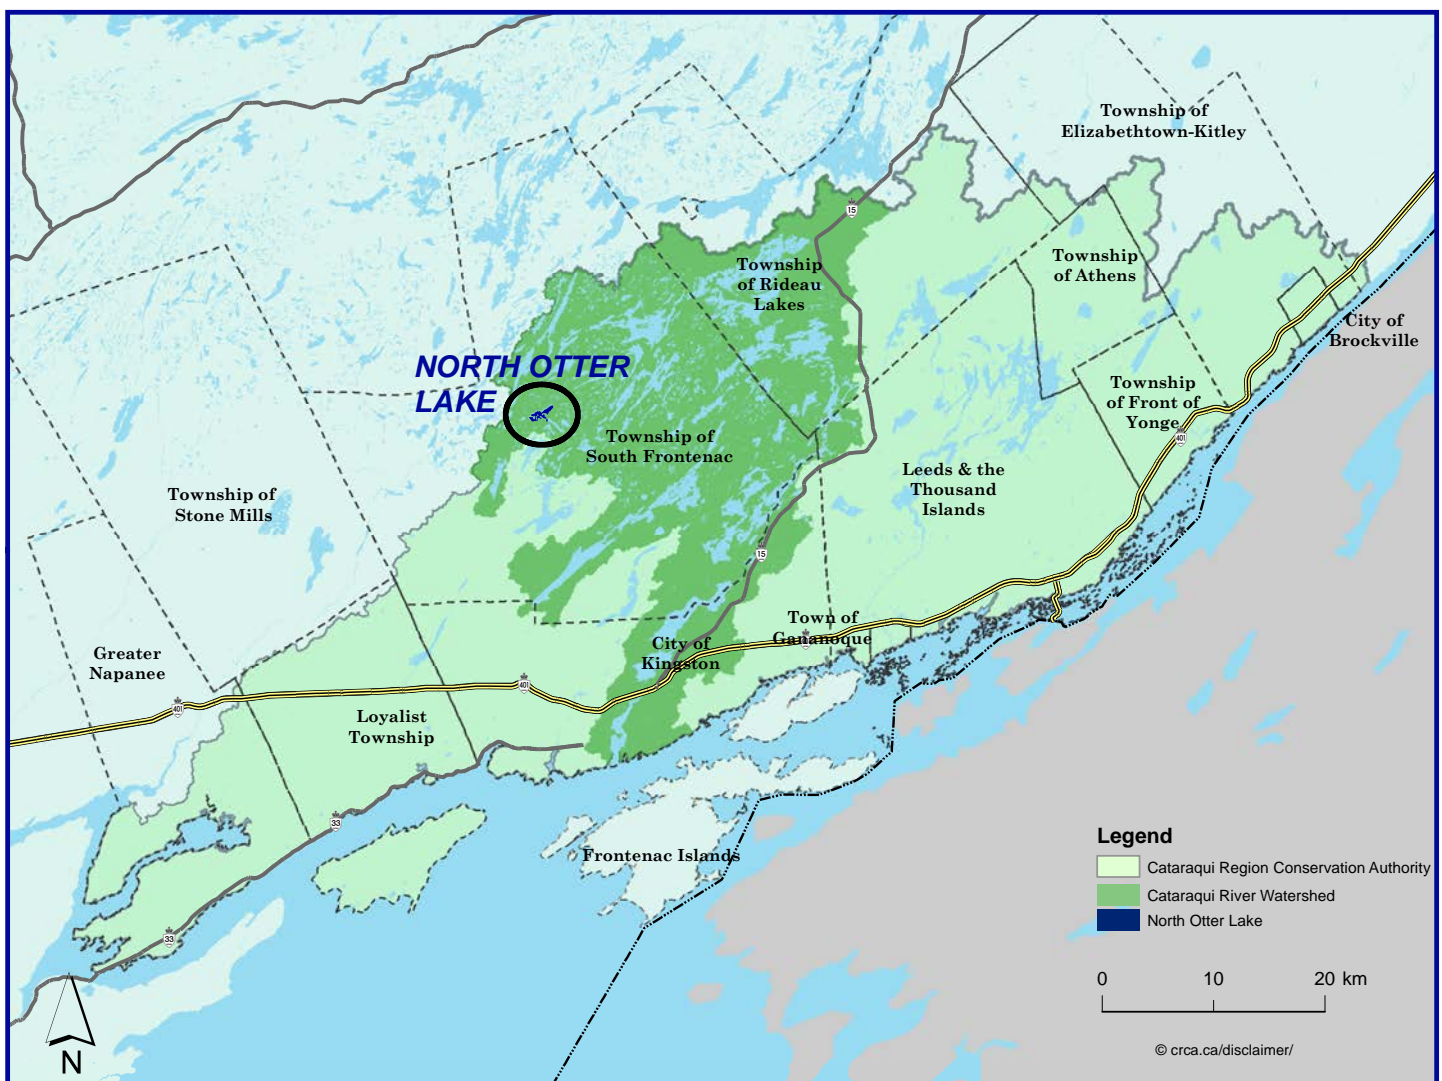 Township of
Elizabethtown-Kitley
15
Township
of Rideau
Lakes
Township
of Athens
City of
Brockville
NORTH OTTER
LAKE
Township
of Front of
Yonge
401
Township of
South Frontenac
Leeds & the
Thousand
Islands
Township of
Stone Mills
15
Town of
Gananoque
City of
Kingston
Greater
Napanee
401
401
Loyalist
Township
33
Frontenac Islands
33
N
Legend
Cataraqui Region Conservation Authority
Cataraqui River Watershed
North Otter Lake
0 10 20 km
© crca.ca/disclaimer/